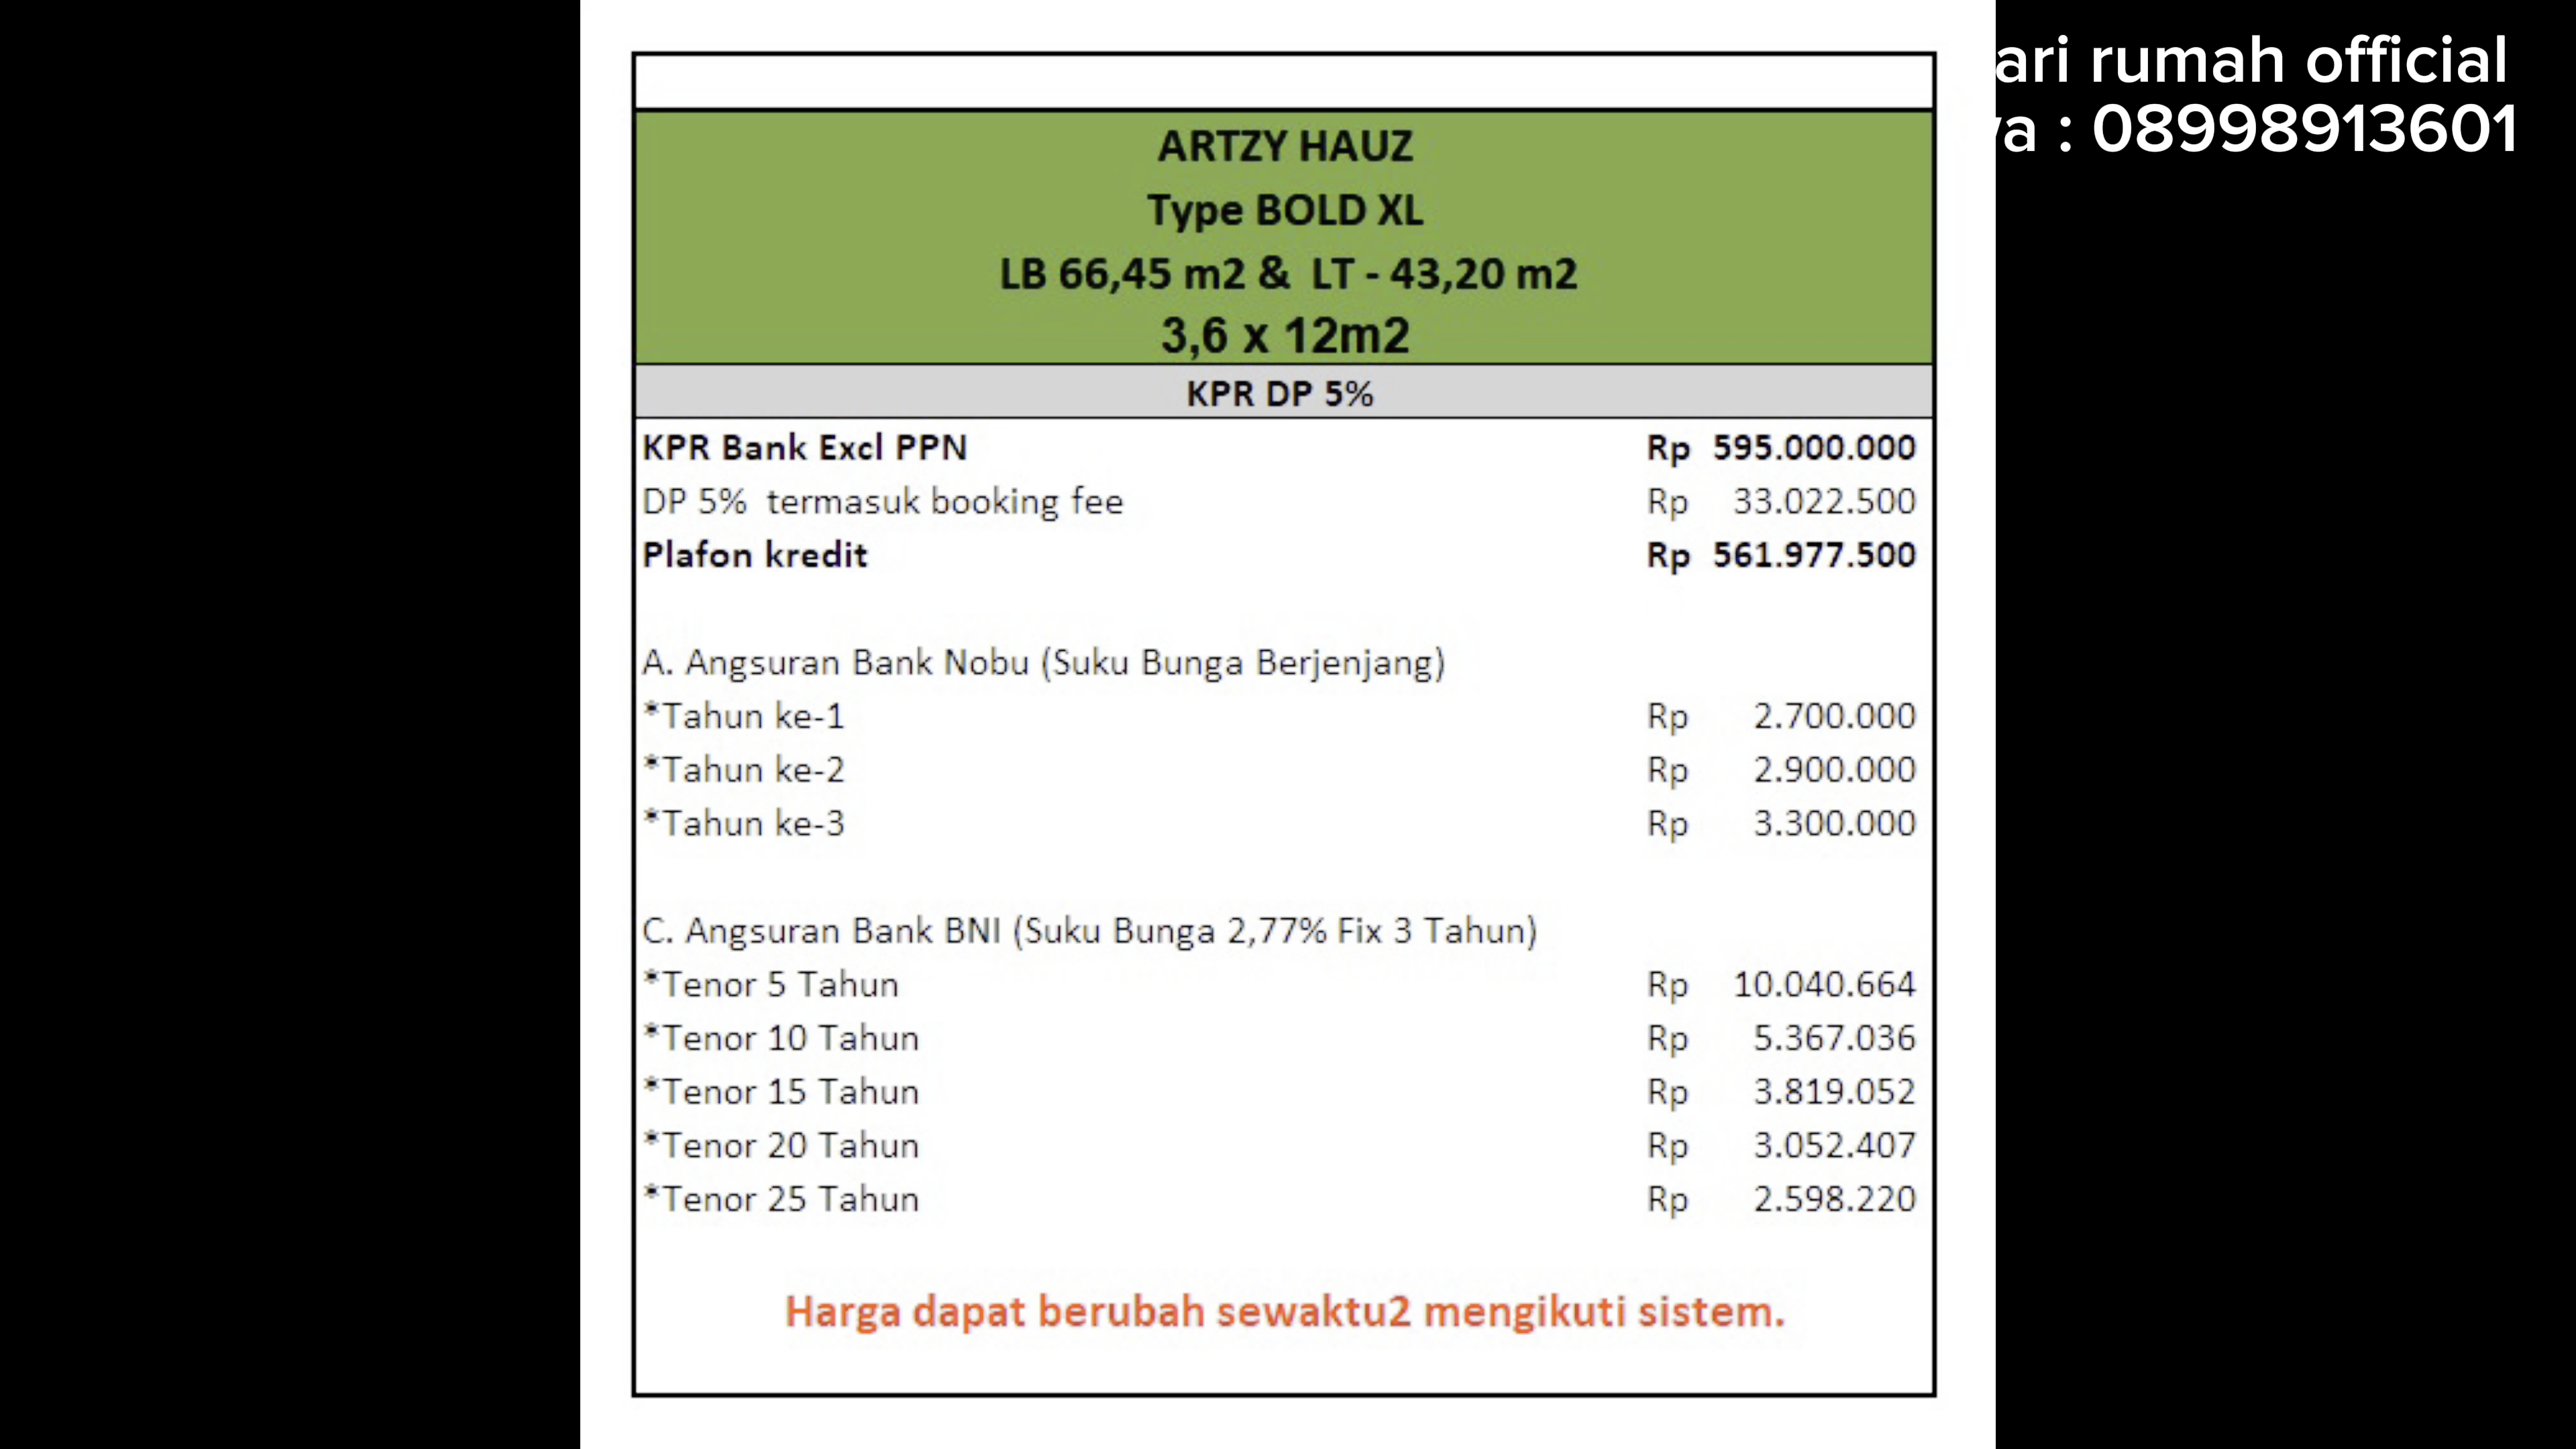 ari rumah official
a : 08998913601
ARTZY HAUZ
Type BOLD XL
LB 66,45 m2 & LT - 43,20 m2
3,6 x 12m2
KPR DP 5%
KPR Bank Excl PPN Rp 595.000.000
DP 5% termasuk booking fee Rp 33.022.500
Plafon kredit Rp 561.977.500
A. Angsuran Bank Nobu (Suku Bunga Berjenjang)
*Tahun ke-1 Rp 2.700.000
*Tahun ke-2 Rp 2.900.000
*Tahun ke-3 Rp 3.300.000
C. Angsuran Bank BNI (Suku Bunga 2,77% Fix 3 Tahun)
*Tenor 5 Tahun Rp 10.040.664
*Tenor 10 Tahun Rp 5.367.036
*Tenor 15 Tahun Rp 3.819.052
*Tenor 20 Tahun Rp 3.052.407
*Tenor 25 Tahun Rp 2.598.220
Harga dapat berubah sewaktu2 mengikuti sistem.